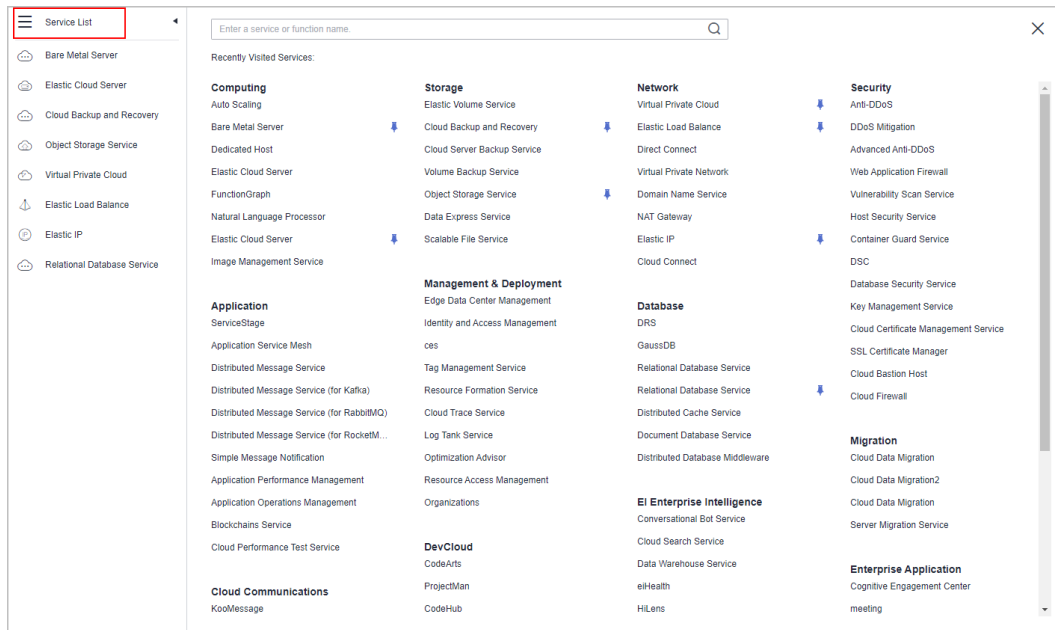 Service List
Bare Metal Server
Elastic Cloud Server
Cloud Backup and Recovery
Object Storage Service
Virtual Private Cloud
Elastic Load Balance
Elastic IP
Relational Database Service
Enter a service or function name.
Recently Visited Services:
Computing
Auto Scaling
Bare Metal Server
Dedicated Host
Elastic Cloud Server
FunctionGraph
Natural Language Processor
Elastic Cloud Server
Image Management Service
Application
ServiceStage
Application Service Mesh
Distributed Message Service
Distributed Message Service (for Kafka)
Distributed Message Service (for RabbitMQ)
Distributed Message Service (for RocketM...
Simple Message Notification
Application Performance Management
Application Operations Management
Blockchains Service
Cloud Performance Test Service
Cloud Communications
KooMessage
Storage
Elastic Volume Service
Cloud Backup and Recovery
Cloud Server Backup Service
Volume Backup Service
Object Storage Service
Data Express Service
Scalable File Service
Management & Deployment
Edge Data Center Management
Identity and Access Management
ces
Tag Management Service
Resource Formation Service
Cloud Trace Service
Log Tank Service
Optimization Advisor
Resource Access Management
Organizations
DevCloud
CodeArts
ProjectMan
CodeHub
Network
Virtual Private Cloud
Elastic Load Balance
Direct Connect
Virtual Private Network
Domain Name Service
NAT Gateway
Elastic IP
Cloud Connect
Database
DRS
GaussDB
Relational Database Service
Relational Database Service
Distributed Cache Service
Document Database Service
Distributed Database Middleware
EI Enterprise Intelligence
Conversational Bot Service
Cloud Search Service
Data Warehouse Service
eiHealth
HiLens
Security
Anti-DDoS
DDoS Mitigation
Advanced Anti-DDoS
Web Application Firewall
Vulnerability Scan Service
Host Security Service
Container Guard Service
DSC
Database Security Service
Key Management Service
Cloud Certificate Management Service
SSL Certificate Manager
Cloud Bastion Host
Cloud Firewall
Migration
Cloud Data Migration
Cloud Data Migration2
Cloud Data Migration
Server Migration Service
Enterprise Application
Cognitive Engagement Center
meeting